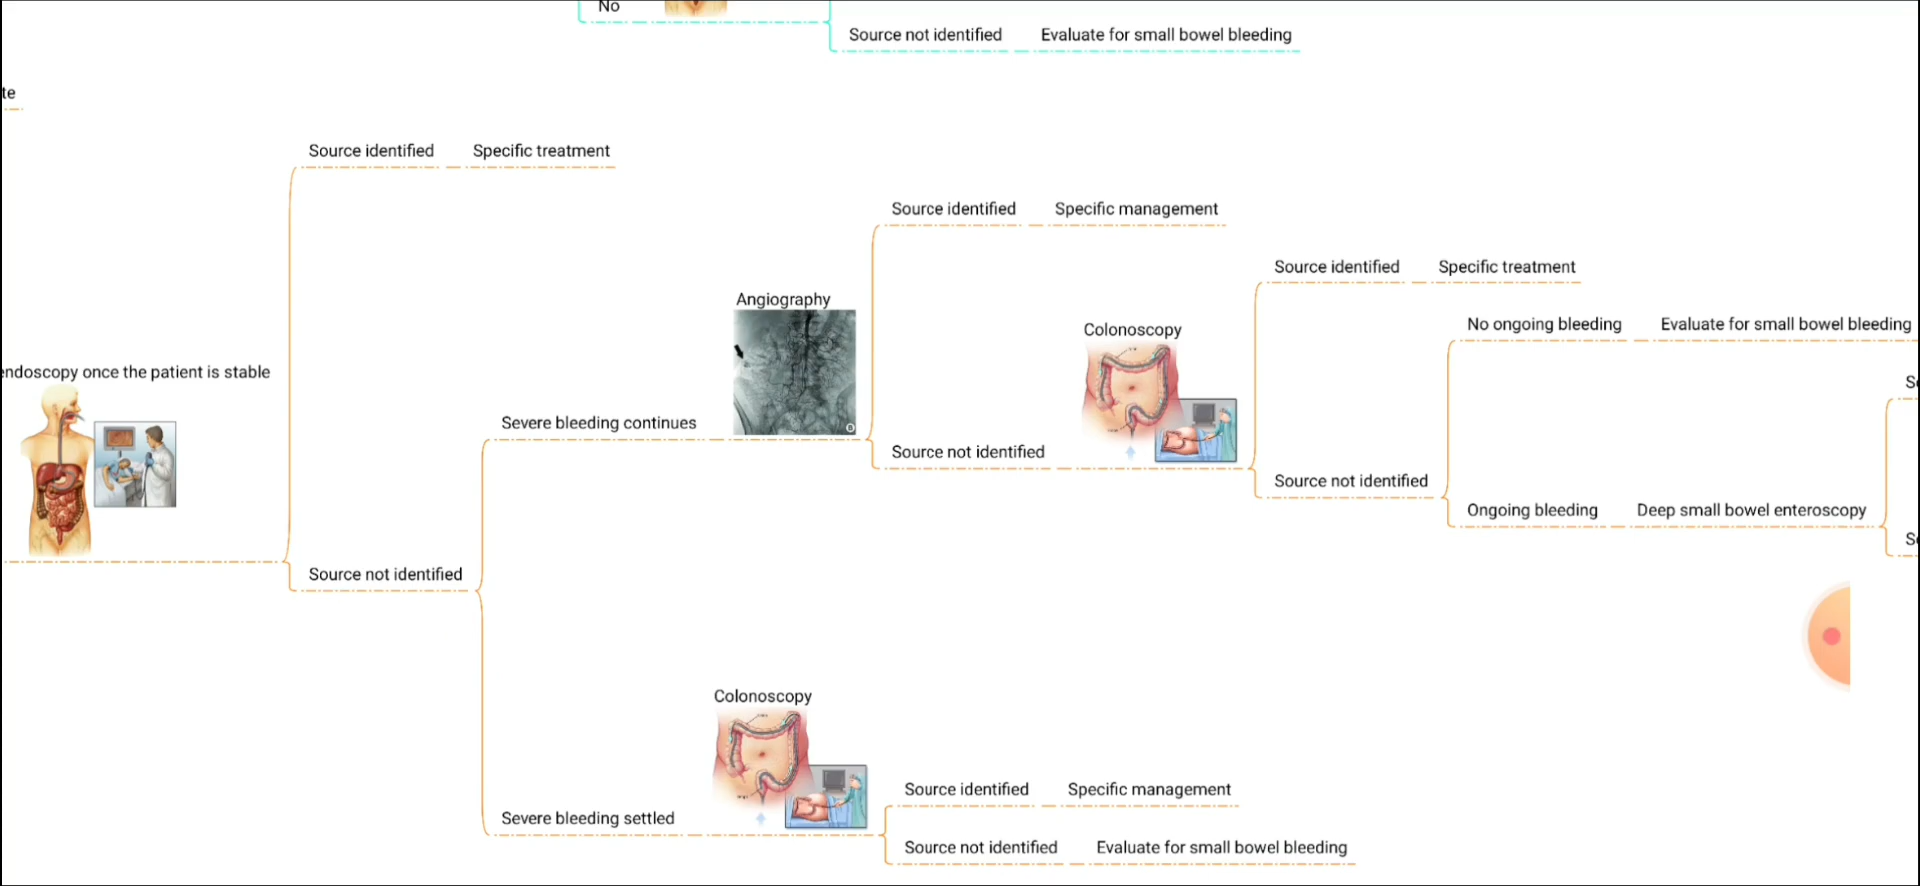 No
Source not identified
Evaluate for small bowel bleeding
te
Source identified
Specific treatment
Source identified
Specific management
Source identified
Specific treatment
Angiography
Colonoscopy
No ongoing bleeding
Evaluate for small bowel bleeding
endoscopy once the patient is stable
Severe bleeding continues
Source not identified
Source not identified
Ongoing bleeding
Deep small bowel enteroscopy
Source not identified
Colonoscopy
Severe bleeding settled
Source identified
Specific management
Source not identified
Evaluate for small bowel bleeding